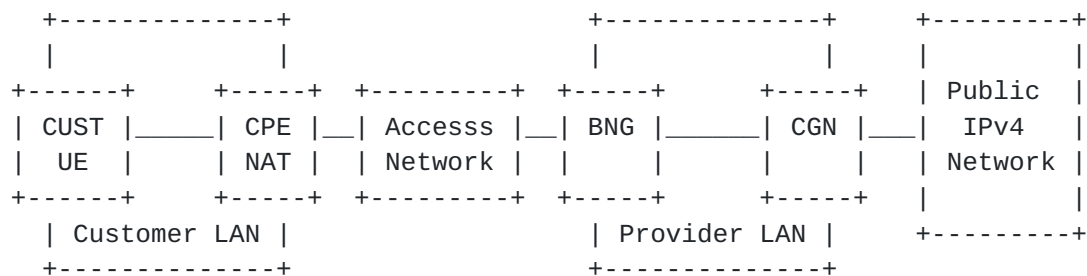 Public
CUST CPE Accesss BNG CGN IPv4
UE NAT Network Network
Customer LAN Provider LAN